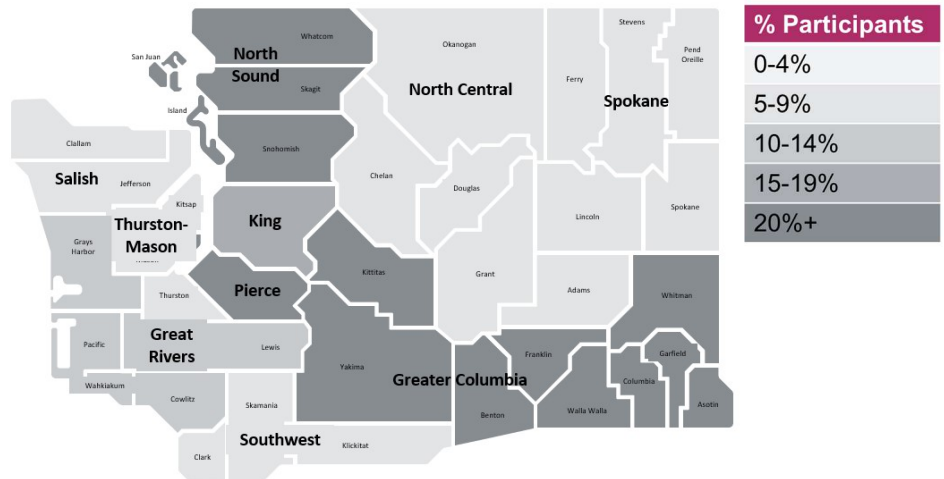 % Participants
0-4%
5-9%
10-14%
15-19%
20%+
Whatcom
North
Sound
San Juan
Skagit
Island
Snohomish
Okanogan
North Central
Ferry
Stevens
Pend
Oreille
Spokane
Clallam
Salish
Jefferson
Kitsap
Thurston-
Mason
Grays
Harbor
King
Chelan
Douglas
Lincoln
Spokane
Kittitas
Grant
Adams
Whitman
Thurston
Pierce
Pacific
Great
Rivers
Lewis
Yakima
Greater Columbia
Franklin
Garfield
Columbia
Asotin
Benton
Walla Walla
Wahkiakum
Cowlitz
Skamania
Southwest
Klickitat
Clark